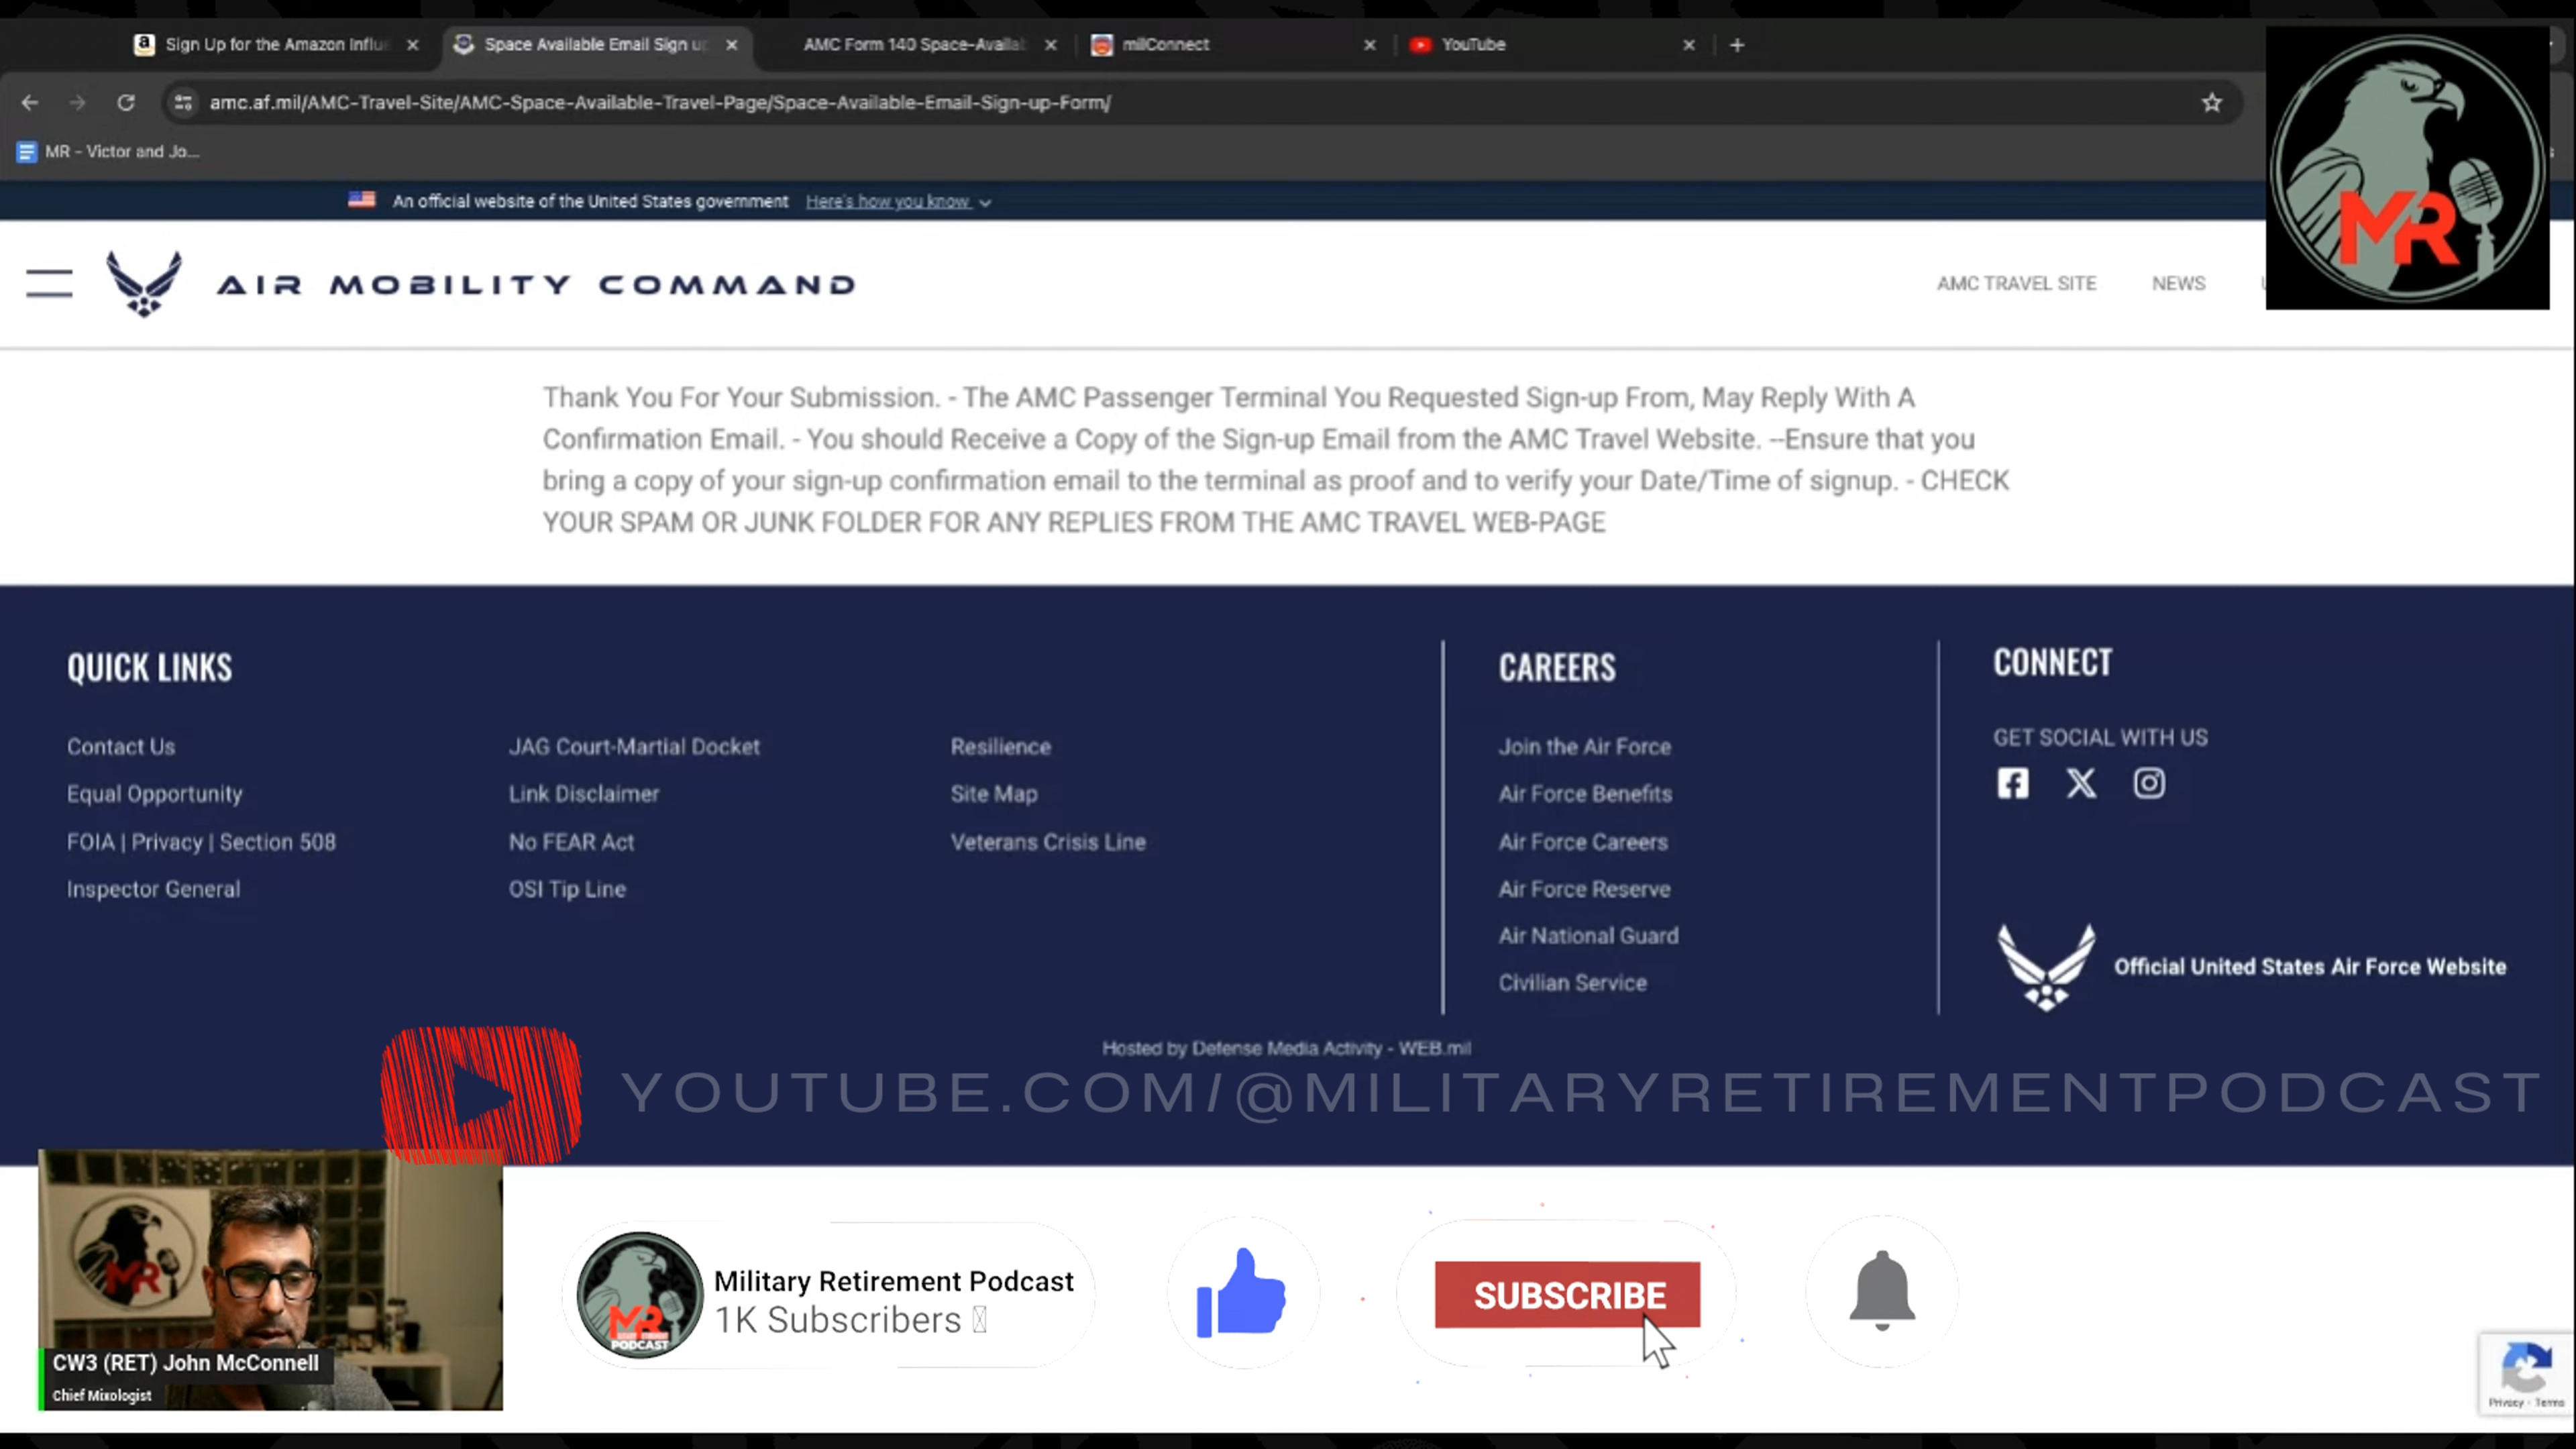 Sign Up for the Amazon Influe
Space Available Email Sign up
AMC Form 140 Space-Availab
milConnect
YouTube
amc.af.mil/AMC-Travel-Site/AMC-Space-Available-Travel-Page/Space-Available-Email-Sign-up-Form/
MR - Victor and Jo...
An official website of the United States government Here's how you know
MR
AIR MOBILITY COMMAND
AMC TRAVEL SITE NEWS
Thank You For Your Submission. - The AMC Passenger Terminal You Requested Sign-up From, May Reply With A
Confirmation Email. - You should Receive a Copy of the Sign-up Email from the AMC Travel Website. --Ensure that you
bring a copy of your sign-up confirmation email to the terminal as proof and to verify your Date/Time of signup. - CHECK
YOUR SPAM OR JUNK FOLDER FOR ANY REPLIES FROM THE AMC TRAVEL WEB-PAGE
QUICK LINKS
Contact Us
Equal Opportunity
FOIA | Privacy | Section 508
Inspector General
JAG Court-Martial Docket
Link Disclaimer
No FEAR Act
OSI Tip Line
Resilience
Site Map
Veterans Crisis Line
CAREERS
Join the Air Force
Air Force Benefits
Air Force Careers
Air Force Reserve
Air National Guard
Civilian Service
CONNECT
GET SOCIAL WITH US
Official United States Air Force Website
Hosted by Defense Media Activity - WEB.mil
YOUTUBE.COM/@MILITARYRETIREMENTPODCAST
MR
CW3 (RET) John McConnell
Chief Mixologist
MR
PODCAST
Military Retirement Podcast
1K Subscribers
SUBSCRIBE
Privacy - Terms